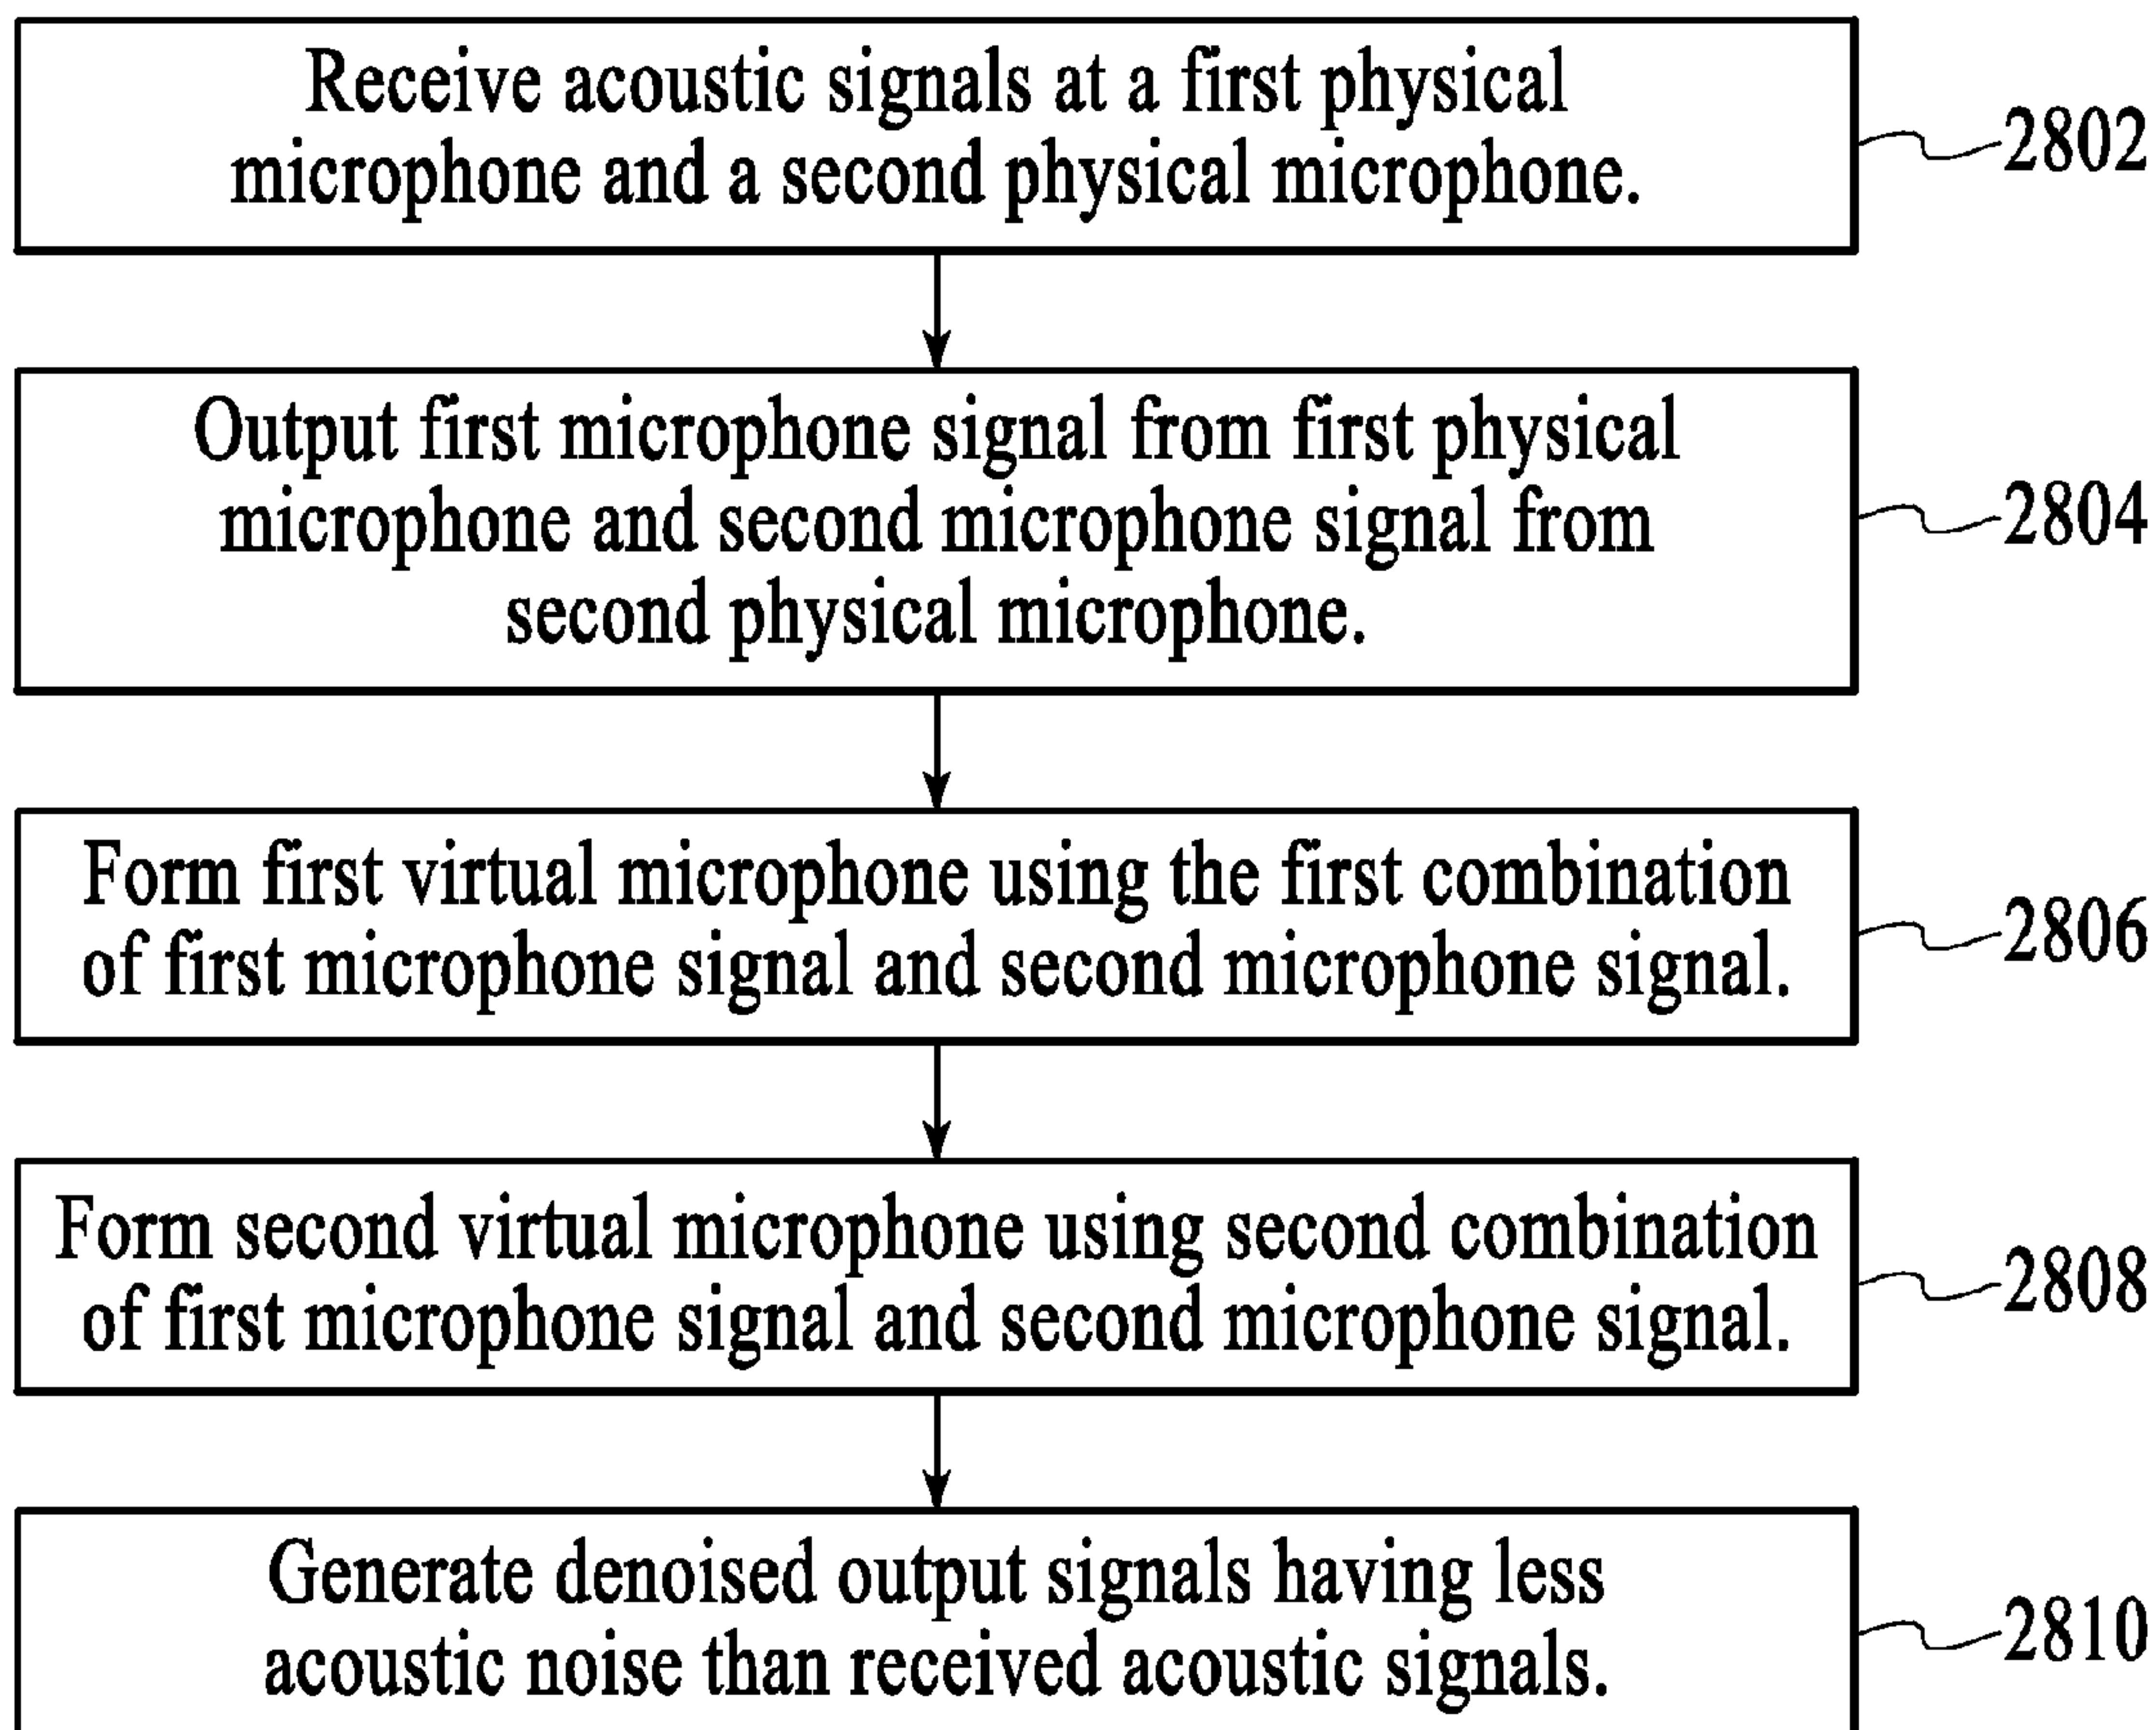 Receive acoustic signals at a first physical
microphone and a second physical microphone.
2802
Output first microphone signal from first physical
microphone and second microphone signal from
second physical microphone.
2804
Form first virtual microphone using the first combination
of first microphone signal and second microphone signal.
2806
Form second virtual microphone using second combination
of first microphone signal and second microphone signal.
2808
Generate denoised output signals having less
acoustic noise than received acoustic signals.
2810